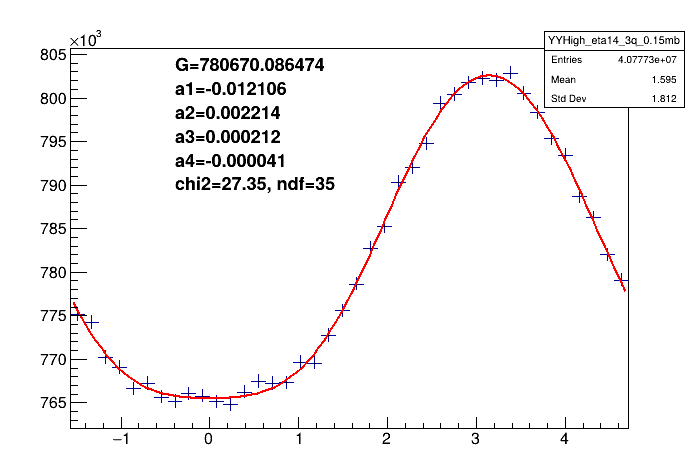 ×10³
YYHigh_eta14_3q_0.15mb
Entries 4.07773e+07
Mean 1.595
Std Dev 1.812
G=780670.086474
a1=-0.012106
a2=0.002214
a3=0.000212
a4=-0.000041
chi2=27.35, ndf=35
805
800
795
790
785
780
775
770
765
−1 0 1 2 3 4